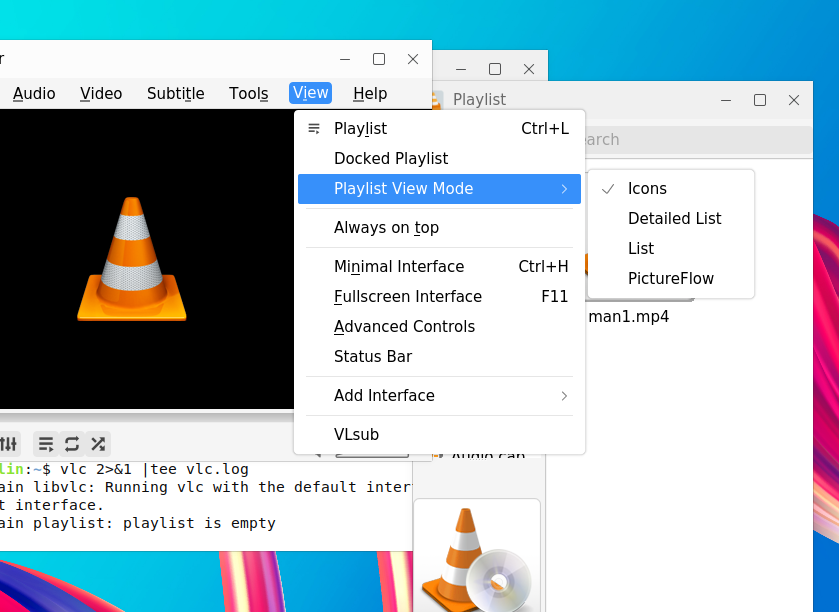 r
Audio Video Subtitle Tools View Help
Playlist
earch
Playlist Ctrl+L
Docked Playlist
Playlist View Mode
Always on top
Minimal Interface Ctrl+H
Fullscreen Interface F11
Advanced Controls
Status Bar
Add Interface
VLsub
Icons
Detailed List
List
PictureFlow
man1.mp4
Audio cap
lin:~$ vlc 2>&1 |tee vlc.log
ain libvlc: Running vlc with the default inter
t interface.
ain playlist: playlist is empty